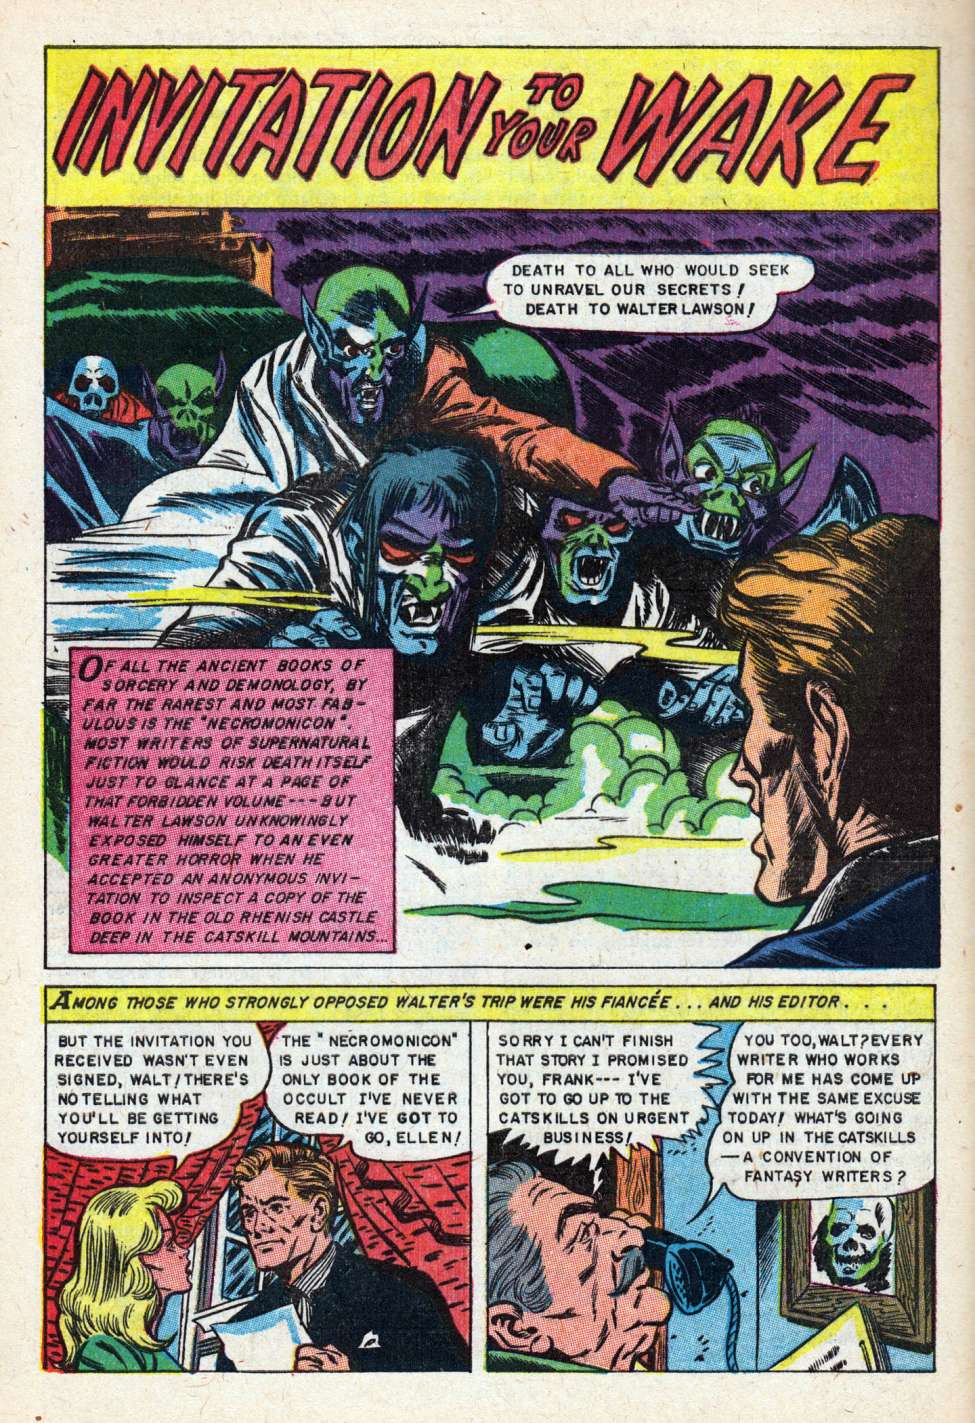 INVITATION TO YOUR WAKE
DEATH TO ALL WHO WOULD SEEK
TO UNRAVEL OUR SECRETS!
DEATH TO WALTER LAWSON!
OF ALL THE ANCIENT BOOKS OF
SORCERY AND DEMONOLOGY, BY
FAR THE RAREST AND MOST FAB-
ULOUS IS THE "NECROMONICON".
MOST WRITERS OF SUPERNATURAL
FICTION WOULD RISK DEATH ITSELF
JUST TO GLANCE AT A PAGE OF
THAT FORBIDDEN VOLUME---BUT
WALTER LAWSON UNKNOWINGLY
EXPOSED HIMSELF TO AN EVEN
GREATER HORROR WHEN HE
ACCEPTED AN ANONYMOUS INVI-
TATION TO INSPECT A COPY OF THE
BOOK IN THE OLD RHENISH CASTLE
DEEP IN THE CATSKILL MOUNTAINS...
AMONG THOSE WHO STRONGLY OPPOSED WALTER'S TRIP WERE HIS FIANCÉE... AND HIS EDITOR...
BUT THE INVITATION YOU
RECEIVED WASN'T EVEN
SIGNED, WALT! THERE'S
NO TELLING WHAT
YOU'LL BE GETTING
YOURSELF INTO!
THE "NECROMONICON"
IS JUST ABOUT THE
ONLY BOOK OF THE
OCCULT I'VE NEVER
READ! I'VE GOT TO
GO, ELLEN!
SORRY I CAN'T FINISH
THAT STORY I PROMISED
YOU, FRANK--- I'VE
GOT TO GO UP TO THE
CATSKILLS ON URGENT
BUSINESS!
YOU TOO, WALT? EVERY
WRITER WHO WORKS
FOR ME HAS COME UP
WITH THE SAME EXCUSE
TODAY! WHAT'S GOING
ON UP IN THE CATSKILLS
—A CONVENTION OF
FANTASY WRITERS?